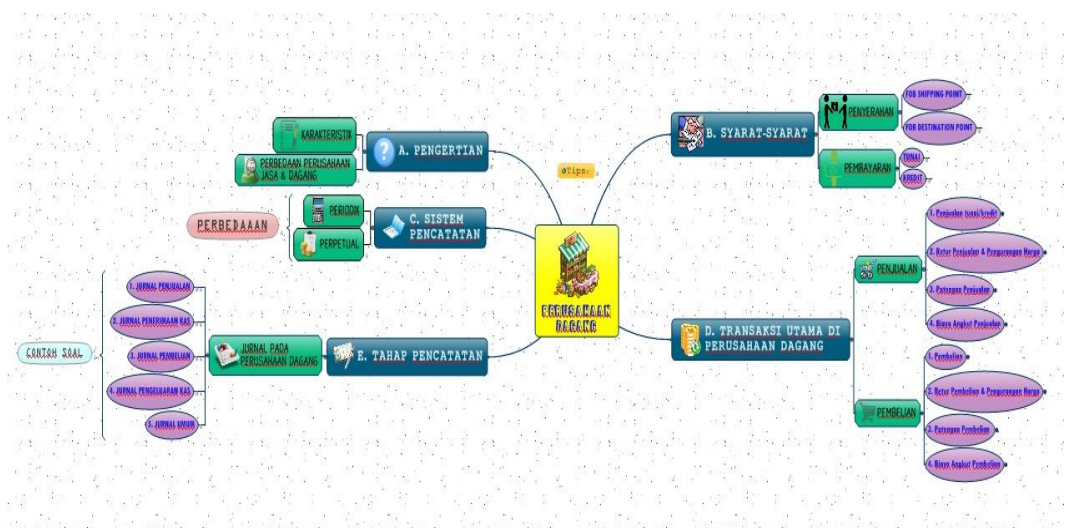 PERUSAHAAN
DAGANG
@Tips:
A. PENGERTIAN
KARAKTERISTIK
PERBEDAAN PERUSAHAAN
JASA & DAGANG
B. SYARAT-SYARAT
PENYERAHAN
FOB SHIPPING POINT
FOB DESTINATION POINT
PEMBAYARAN
TUNAI
KREDIT
C. SISTEM
PENCATATAN
PERIODIK
PERPETUAL
PERBEDAAAN
D. TRANSAKSI UTAMA DI
PERUSAHAAN DAGANG
PENJUALAN
1. Penjualan tunai/kredit
2. Retur Penjualan & Pengurangan Harga
3. Potongan Penjualan
4. Biaya Angkut Penjualan
PEMBELIAN
1. Pembelian
2. Retur Pembelian & Pengurangan Harga
3. Potongan Pembelian
4. Biaya Angkut Pembelian
E. TAHAP PENCATATAN
JURNAL PADA
PERUSAHAAN DAGANG
1. JURNAL PENJUALAN
2. JURNAL PENERIMAAN KAS
3. JURNAL PEMBELIAN
4. JURNAL PENGELUARAN KAS
5. JURNAL UMUM
CONTOH SOAL